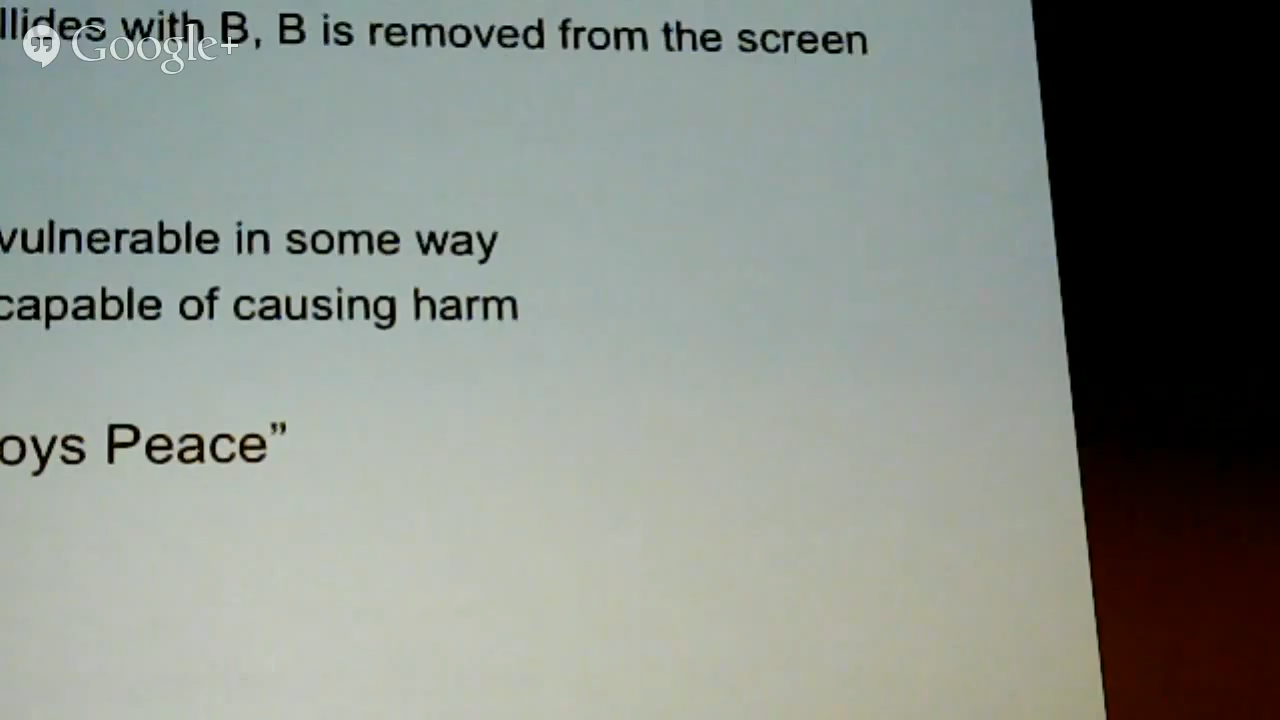 llides with B, B is removed from the screen
Google+
vulnerable in some way
capable of causing harm
oys Peace”